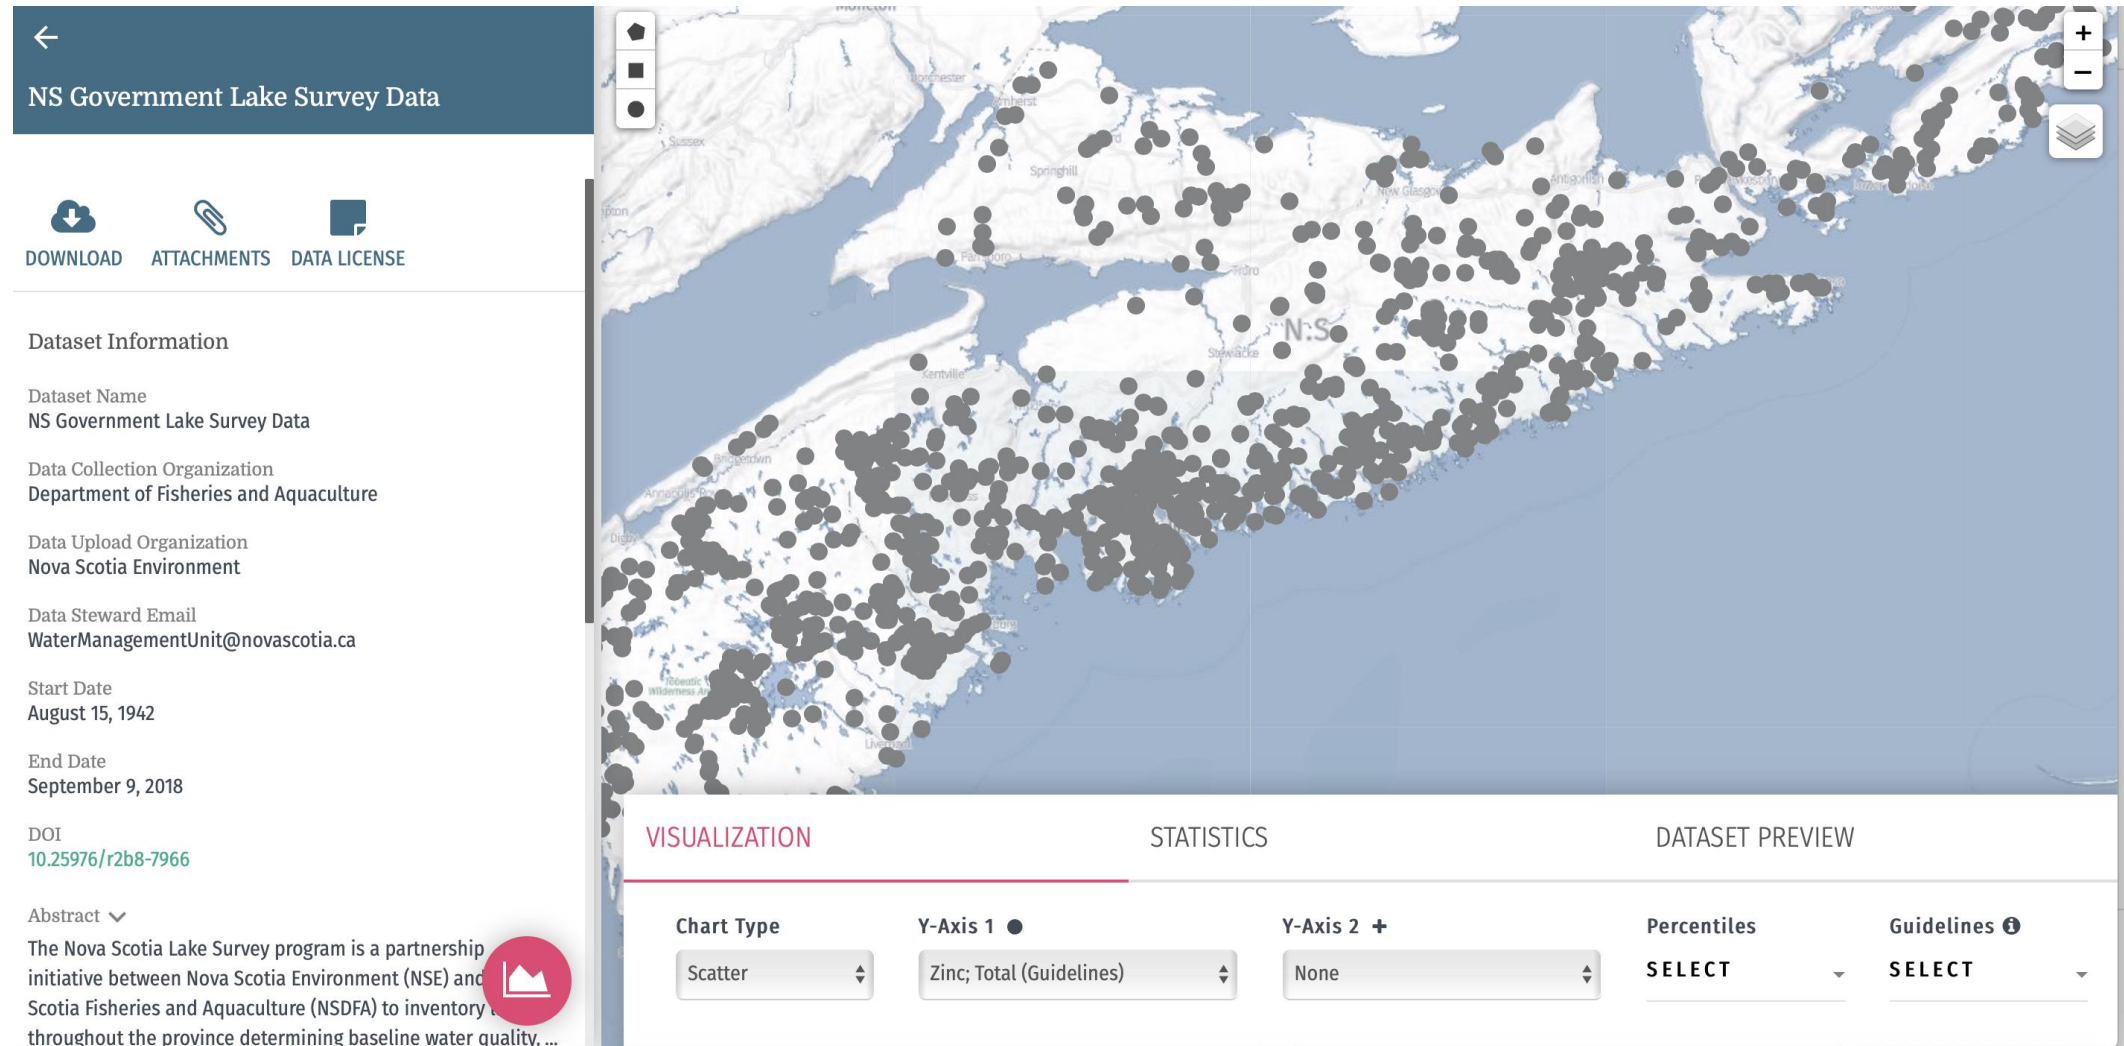 NS Government Lake Survey Data
DOWNLOAD
ATTACHMENTS
DATA LICENSE
Dataset Information
Dataset Name
NS Government Lake Survey Data
Data Collection Organization
Department of Fisheries and Aquaculture
Data Upload Organization
Nova Scotia Environment
Data Steward Email
WaterManagementUnit@novascotia.ca
Start Date
August 15, 1942
End Date
September 9, 2018
DOI
10.25976/r2b8-7966
Abstract
The Nova Scotia Lake Survey program is a partnership
initiative between Nova Scotia Environment (NSE) and
Scotia Fisheries and Aquaculture (NSDFA) to inventory
throughout the province determining baseline water quality, ...
Sussex
Springhill
New Glasgow
Antigonish
Truro
N.S
Stewiacke
Kentville
Bridgetown
Tobeatic
Wilderness
+
−
VISUALIZATION
STATISTICS
DATASET PREVIEW
Chart Type
Scatter
Y-Axis 1
Zinc; Total (Guidelines)
Y-Axis 2 +
None
Percentiles
SELECT
Guidelines
SELECT